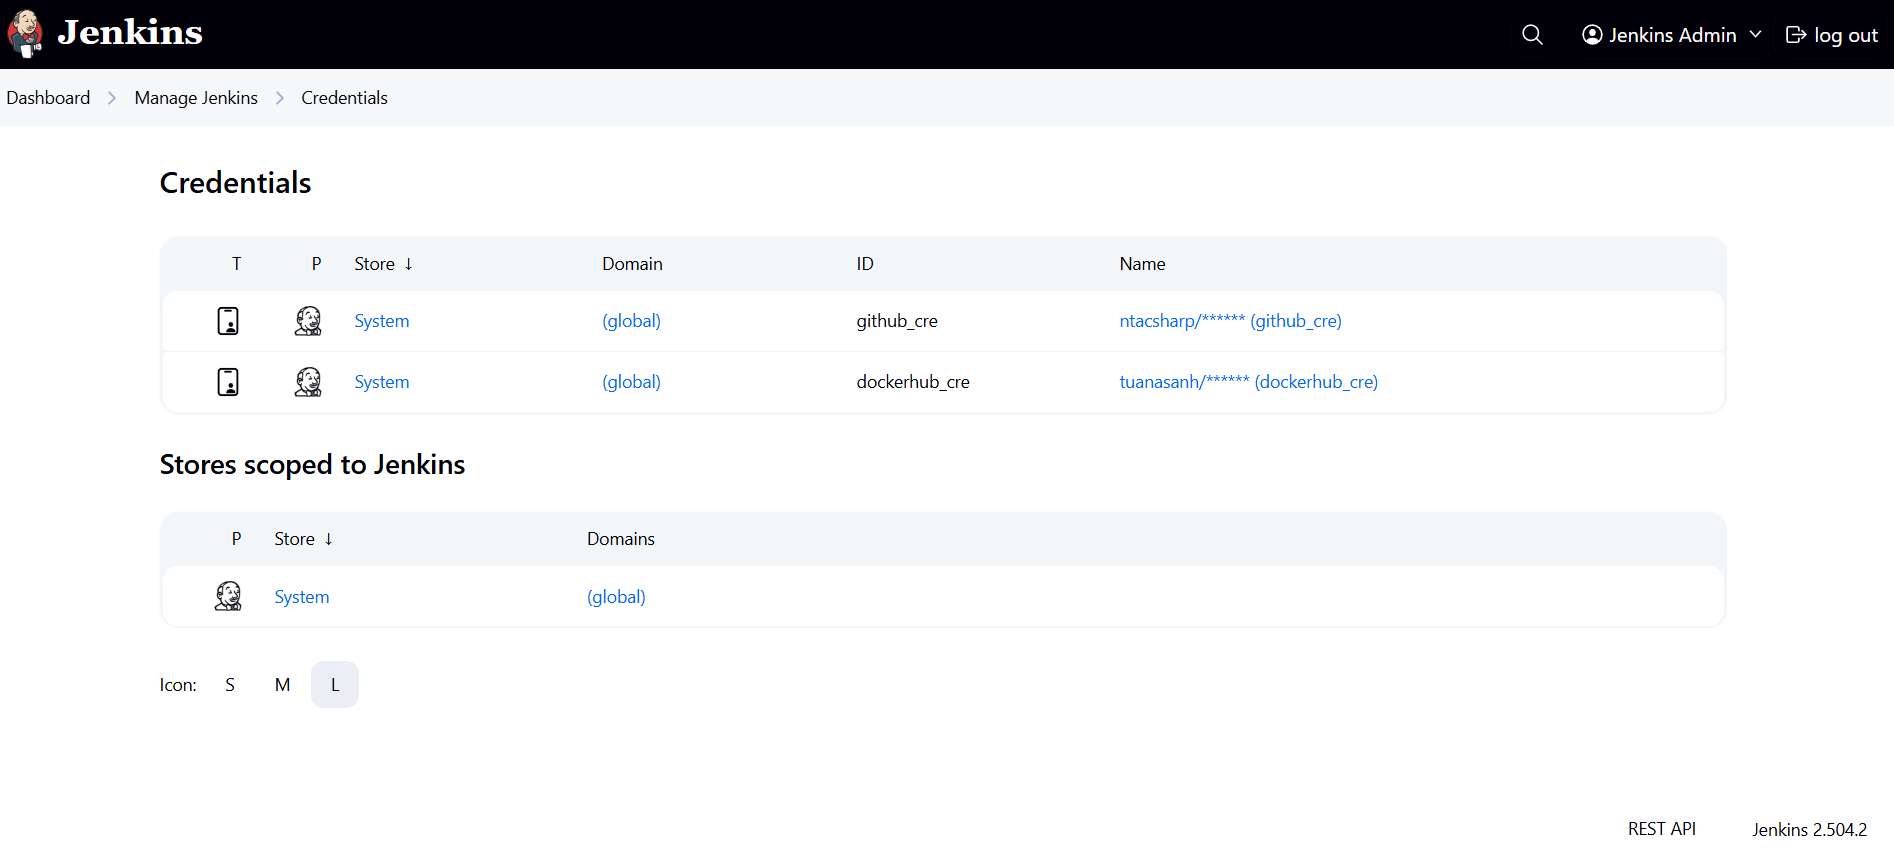 Jenkins Jenkins Admin log out
Dashboard Manage Jenkins Credentials
Credentials
T P Store ↓ Domain ID Name
System (global) github_cre ntacsharp/****** (github_cre)
System (global) dockerhub_cre tuanasanh/****** (dockerhub_cre)
Stores scoped to Jenkins
P Store ↓ Domains
System (global)
Icon: S M L
REST API Jenkins 2.504.2